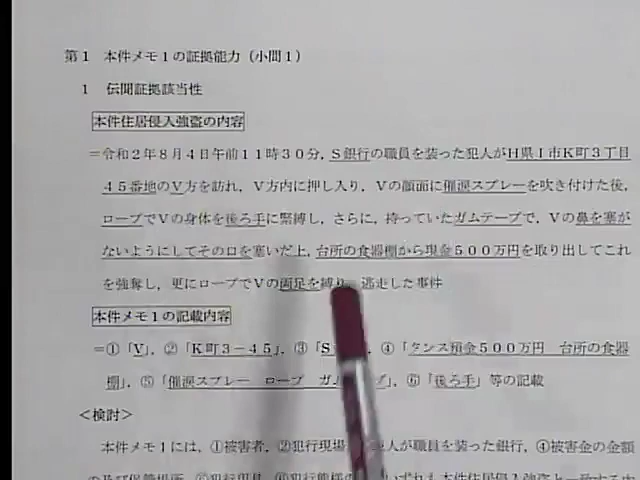 第１ 本件メモ１の証拠能力（小問１）
１ 伝聞証拠該当性
本件住居侵入強盗の内容
＝令和２年８月４日午前１１時３０分，Ｓ銀行の職員を装った犯人がＨ県Ｉ市Ｋ町３丁目
４５番地のＶ方を訪れ，Ｖ方内に押し入り，Ｖの顔面に催涙スプレーを吹き付けた後，
ロープでＶの身体を後ろ手に緊縛し，さらに，持っていたガムテープで，Ｖの鼻を塞が
ないようにしてその口を塞いだ上，台所の食器棚から現金５００万円を取り出してこれ
を強奪し，更にロープでＶの両足を縛り，逃走した事件
本件メモ１の記載内容
＝①「Ｖ」，②「Ｋ町３－４５」，③「Ｓ ，④「タンス預金５００万円 台所の食器
棚」，⑤「催涙スプレー ロープ ガム 」，⑥「後ろ手」等の記載
＜検討＞
本件メモ１には，①被害者，②犯行現場 人が職員を装った銀行，④被害金の金額